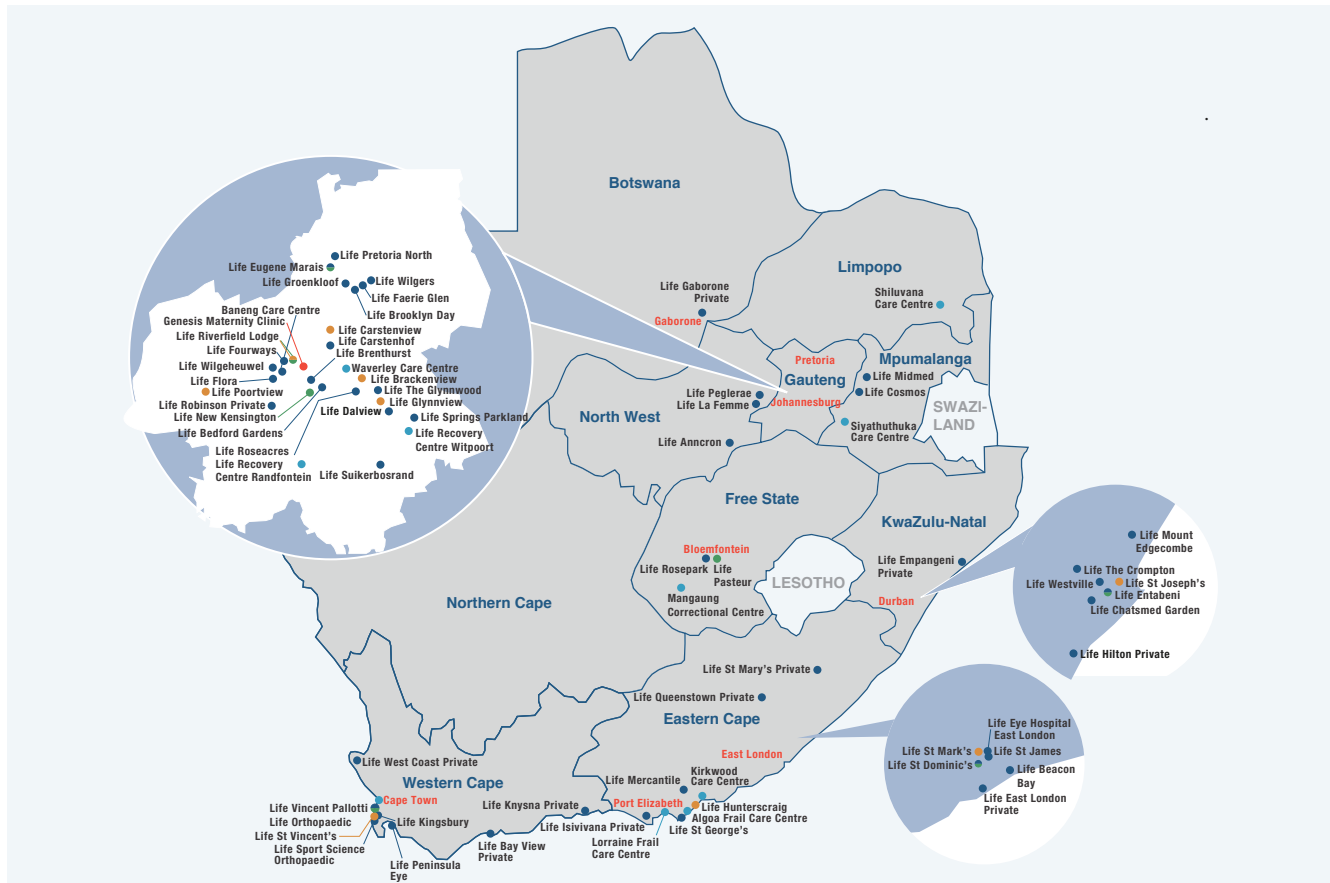 Botswana
Limpopo
Shiluvana
Care Centre
Life Gaborone
Private
Gaborone
Pretoria
Gauteng
Johannesburg
Mpumalanga
Life Midmed
Life Cosmos
SWAZI-
LAND
Siyathuthuka
Care Centre
Life Peglerae
Life La Femme
North West
Life Anncron
Life Pretoria North
Life Eugene Marais
Life Groenkloof
Life Wilgers
Life Faerie Glen
Life Brooklyn Day
Baneng Care Centre
Genesis Maternity Clinic
Life Riverfield Lodge
Life Fourways
Life Wilgeheuwel
Life Flora
Life Poortview
Life Robinson Private
Life New Kensington
Life Bedford Gardens
Life Roseacres
Life Recovery
Centre Randfontein
Life Carstenview
Life Carstenhof
Life Brenthurst
Waverley Care Centre
Life Brackenview
Life The Glynnwood
Life Glynnview
Life Dalview
Life Springs Parkland
Life Recovery
Centre Witpoort
Life Suikerbosrand
Free State
Bloemfontein
Life Rosepark
Life
Pasteur
Mangaung
Correctional Centre
LESOTHO
KwaZulu-Natal
Life Empangeni
Private
Durban
Life Mount
Edgecombe
Life The Crompton
Life Westville
Life St Joseph's
Life Entabeni
Life Chatsmed Garden
Life Hilton Private
Northern Cape
Life St Mary's Private
Life Queenstown Private
Eastern Cape
East London
Life Eye Hospital
East London
Life St Mark's
Life St James
Life St Dominic's
Life Beacon
Bay
Life East London
Private
Life Mercantile
Kirkwood
Care Centre
Port Elizabeth
Life Hunterscraig
Algoa Frail Care Centre
Life St George's
Life Isivivana Private
Lorraine Frail
Care Centre
Life Knysna Private
Life Bay View
Private
Life West Coast Private
Western Cape
Cape Town
Life Vincent Pallotti
Life Orthopaedic
Life Kingsbury
Life St Vincent's
Life Sport Science
Orthopaedic
Life Peninsula
Eye